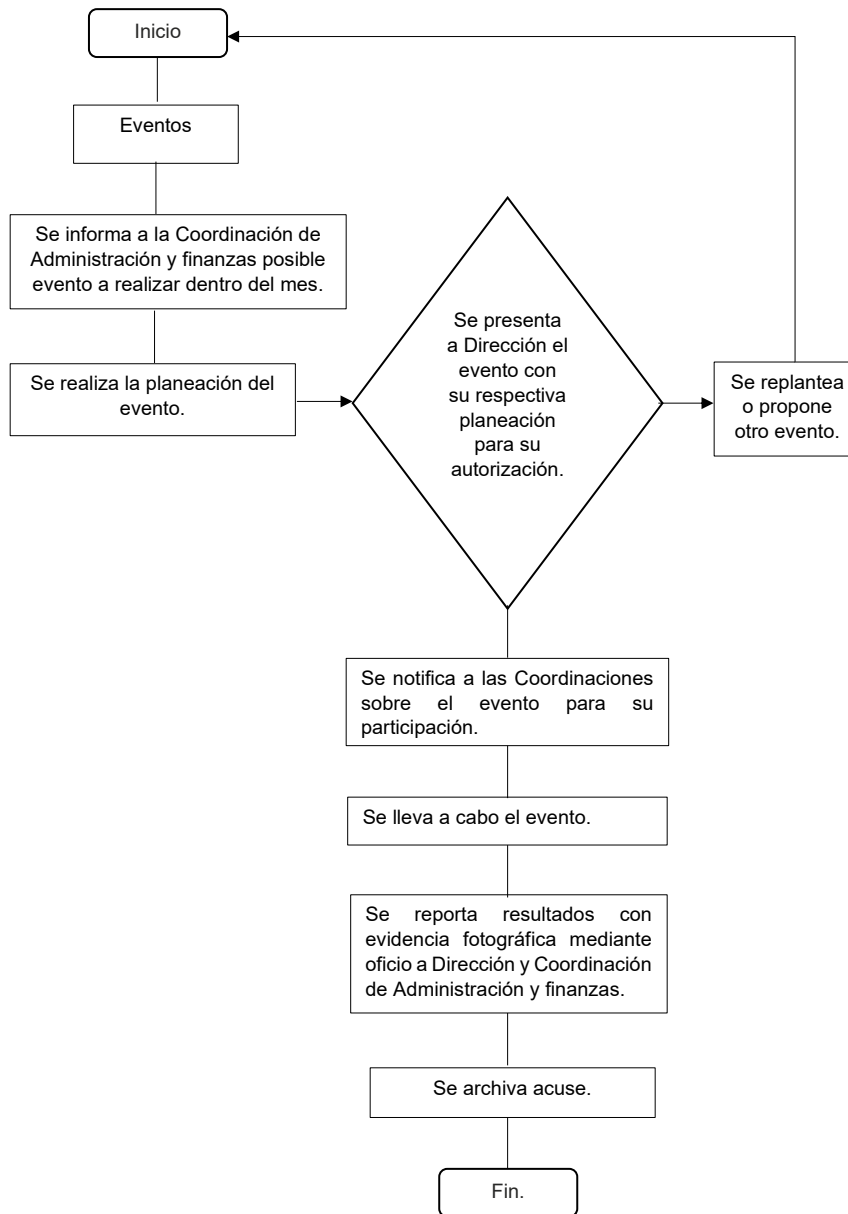 Inicio
Eventos
Se informa a la Coordinación de
Administración y finanzas posible
evento a realizar dentro del mes.
Se realiza la planeación del
evento.
Se presenta
a Dirección el
evento con
su respectiva
planeación
para su
autorización.
Se replantea
o propone
otro evento.
Se notifica a las Coordinaciones
sobre el evento para su
participación.
Se lleva a cabo el evento.
Se reporta resultados con
evidencia fotográfica mediante
oficio a Dirección y Coordinación
de Administración y finanzas.
Se archiva acuse.
Fin.